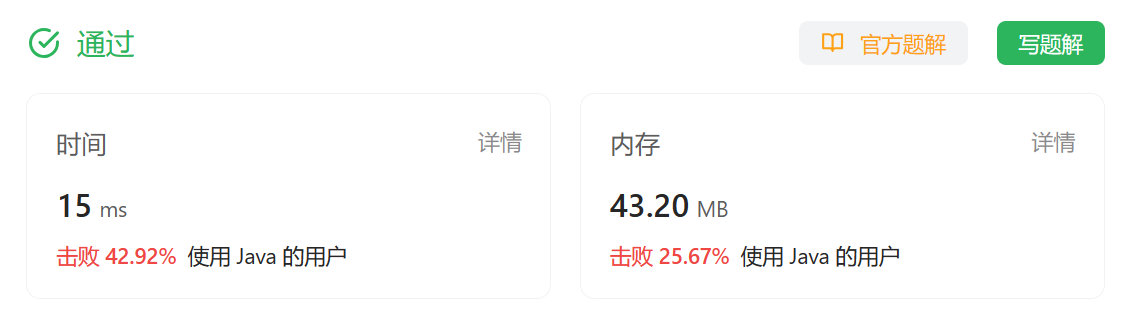 通过
官方题解
写题解
时间
详情
15 ms
击败 42.92% 使用 Java 的用户
内存
详情
43.20 MB
击败 25.67% 使用 Java 的用户